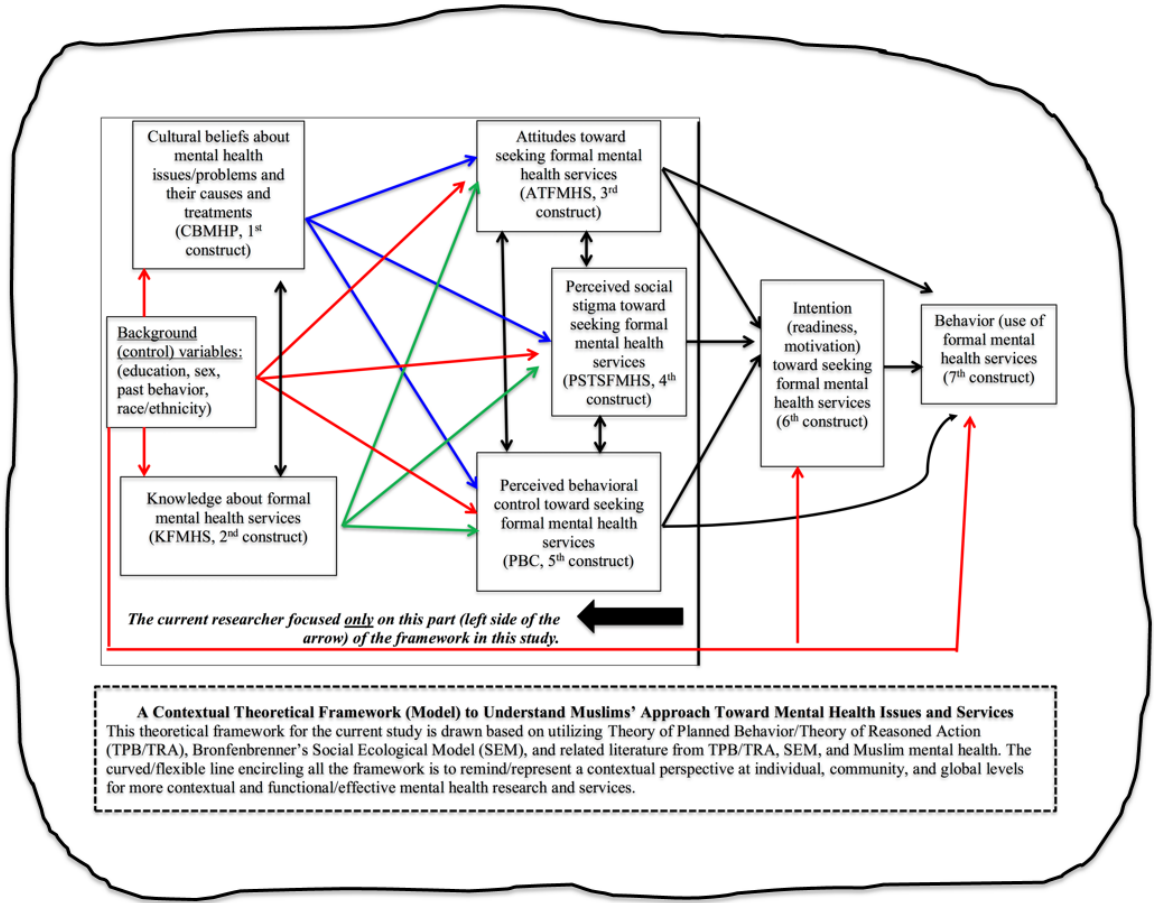 Cultural beliefs about
mental health
issues/problems and
their causes and
treatments
(CBMHP, 1st
construct)
Background
(control) variables:
(education, sex,
past behavior,
race/ethnicity)
Knowledge about formal
mental health services
(KFMHS, 2nd construct)
Attitudes toward
seeking formal mental
health services
(ATFMHS, 3rd
construct)
Perceived social
stigma toward
seeking formal
mental health
services
(PSTSFMHS, 4th
construct)
Perceived behavioral
control toward seeking
formal mental health
services
(PBC, 5th construct)
Intention
(readiness,
motivation)
toward seeking
formal mental
health services
(6th construct)
Behavior (use of
formal mental
health services
(7th construct)
The current researcher focused only on this part (left side of the
arrow) of the framework in this study.
A Contextual Theoretical Framework (Model) to Understand Muslims' Approach Toward Mental Health Issues and Services
This theoretical framework for the current study is drawn based on utilizing Theory of Planned Behavior/Theory of Reasoned Action
(TPB/TRA), Bronfenbrenner's Social Ecological Model (SEM), and related literature from TPB/TRA, SEM, and Muslim mental health. The
curved/flexible line encircling all the framework is to remind/represent a contextual perspective at individual, community, and global levels
for more contextual and functional/effective mental health research and services.